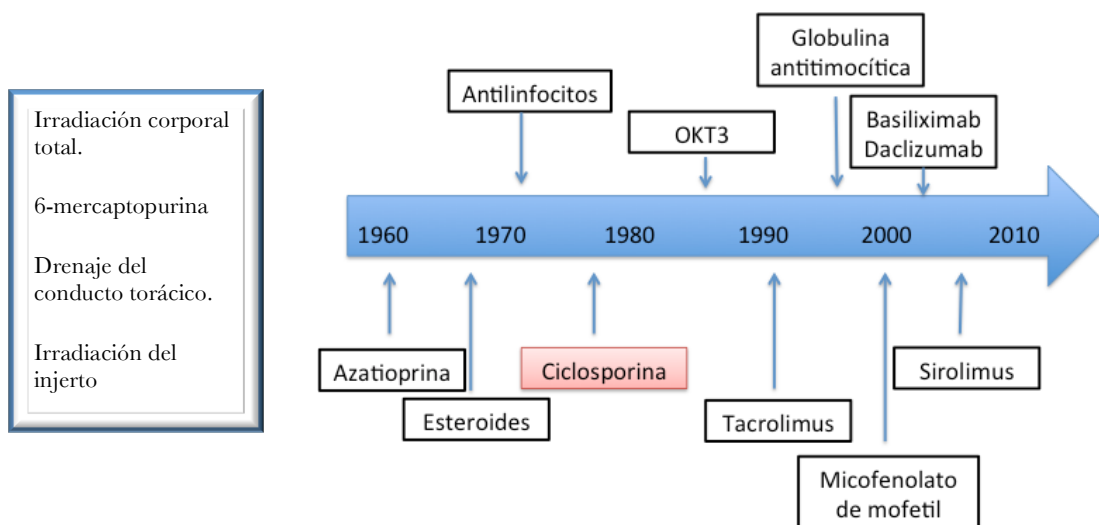 Irradiación corporal
total.
6-mercaptopurina
Drenaje del
conducto torácico.
Irradiación del
injerto
Globulina
antitimocítica
Antilinfocitos
OKT3
Basiliximab
Daclizumab
1960 1970 1980 1990 2000 2010
Azatioprina
Ciclosporina
Sirolimus
Esteroides
Tacrolimus
Micofenolato
de mofetil